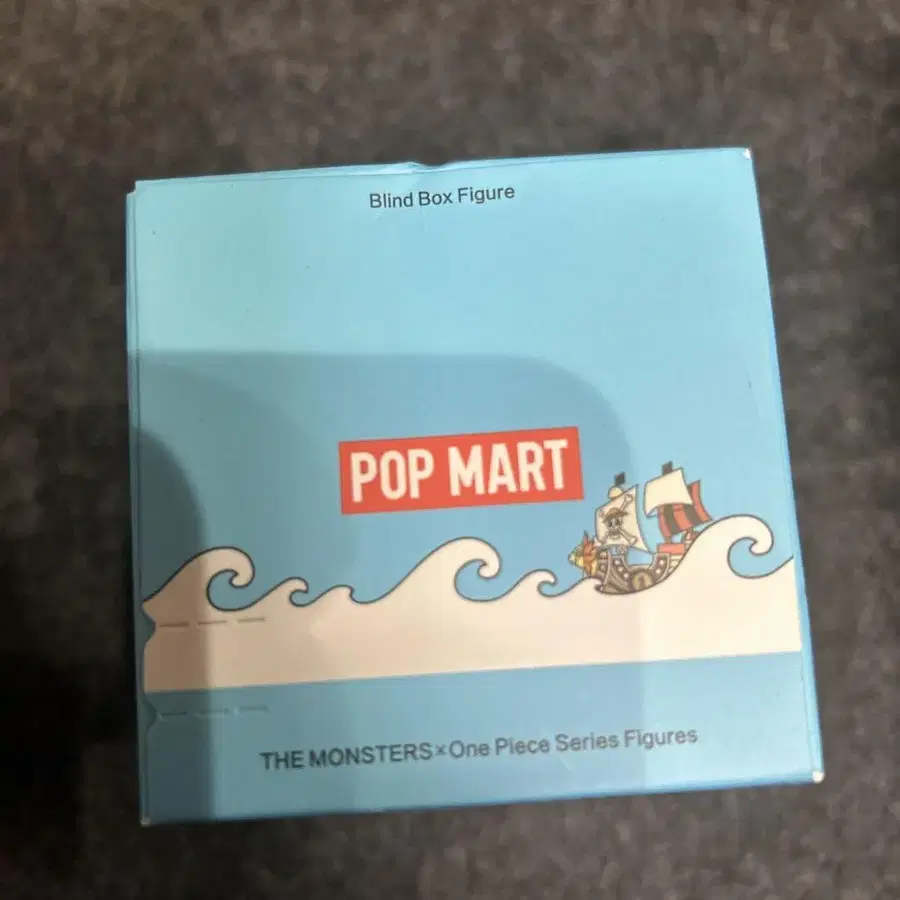 Blind Box Figure
POP MART
THE MONSTERS×One Piece Series Figures